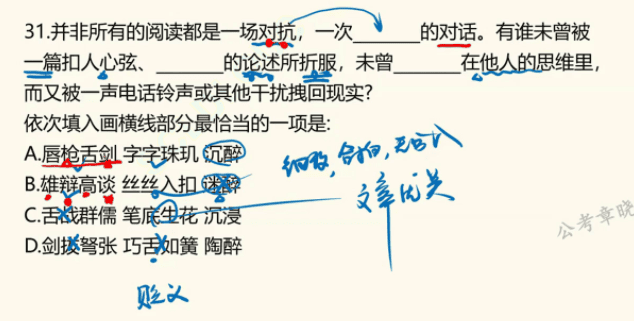 31.并非所有的阅读都是一场对抗，一次______的对话。有谁未曾被
一篇扣人心弦、______的论述所折服，未曾______在他人的思维里，
而又被一声电话铃声或其他干扰拽回现实?
依次填入画横线部分最恰当的一项是:
A.唇枪舌剑 字字珠玑 沉醉
B.雄辩高谈 丝丝入扣 迷醉
C.舌战群儒 笔底生花 沉浸
D.剑拔弩张 巧舌如簧 陶醉
细致，合拍，
文章优美
公考章晓
贬义